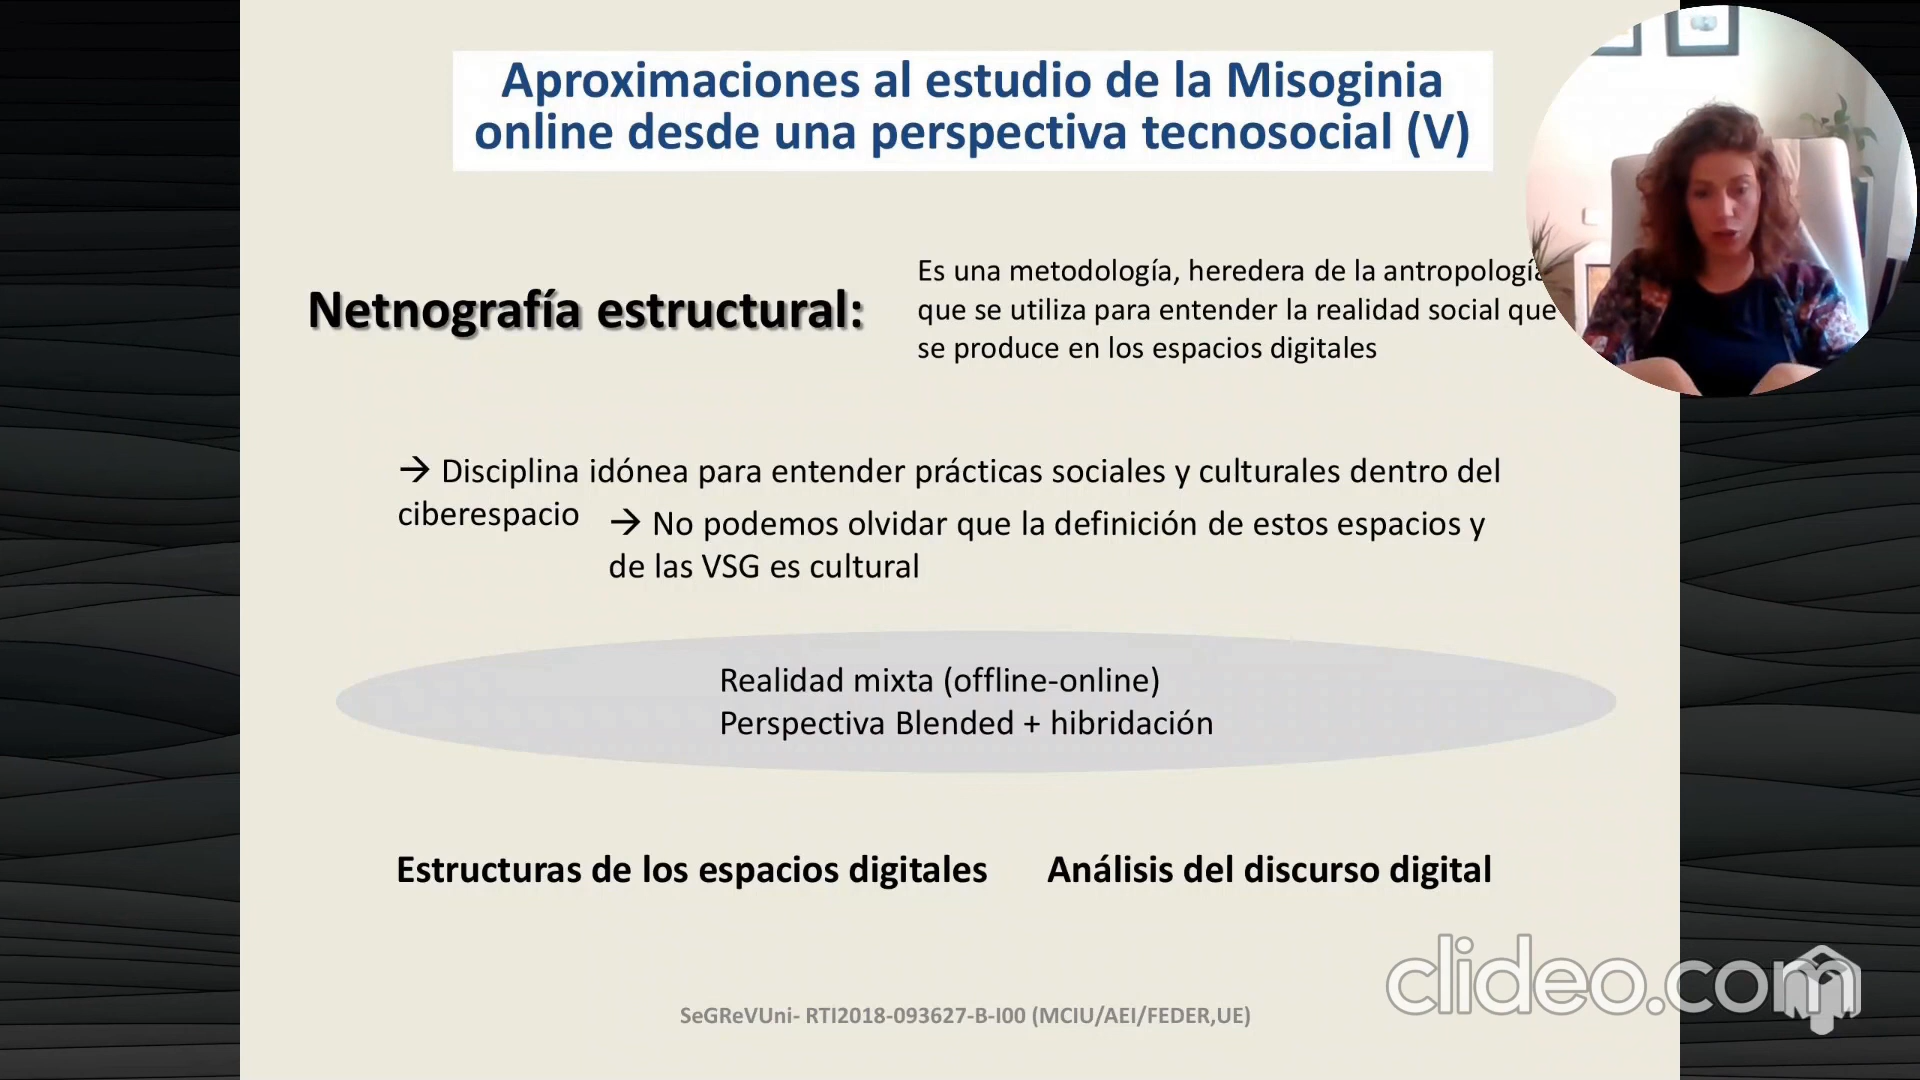 Aproximaciones al estudio de la Misoginia
online desde una perspectiva tecnosocial (V)
Netnografía estructural:
Es una metodología, heredera de la antropología
que se utiliza para entender la realidad social que
se produce en los espacios digitales
→ Disciplina idónea para entender prácticas sociales y culturales dentro del
ciberespacio
→ No podemos olvidar que la definición de estos espacios y
de las VSG es cultural
Realidad mixta (offline-online)
Perspectiva Blended + hibridación
Estructuras de los espacios digitales
Análisis del discurso digital
clideo.com
SeGReVUni- RTI2018-093627-B-I00 (MCIU/AEI/FEDER,UE)